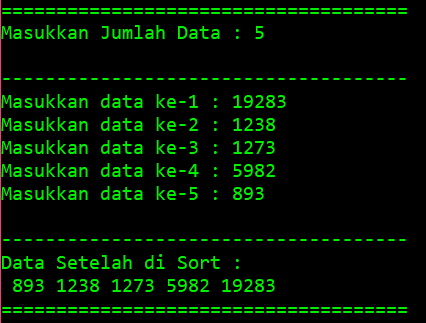 =====================================
Masukkan Jumlah Data : 5
-------------------------------------
Masukkan data ke-1 : 19283
Masukkan data ke-2 : 1238
Masukkan data ke-3 : 1273
Masukkan data ke-4 : 5982
Masukkan data ke-5 : 893
-------------------------------------
Data Setelah di Sort :
 893 1238 1273 5982 19283
=====================================